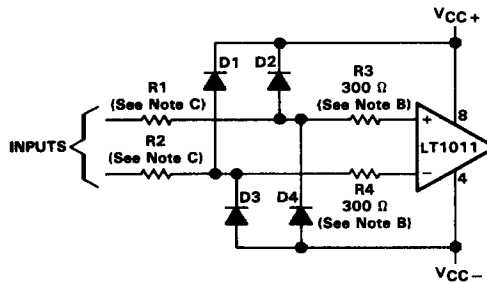 VCC+
D1
D2
R1
(See Note C)
R3
300 Ω
(See Note B)
8
+
LT1011
INPUTS
R2
(See Note C)
−
4
R4
300 Ω
(See Note B)
D3
D4
VCC−